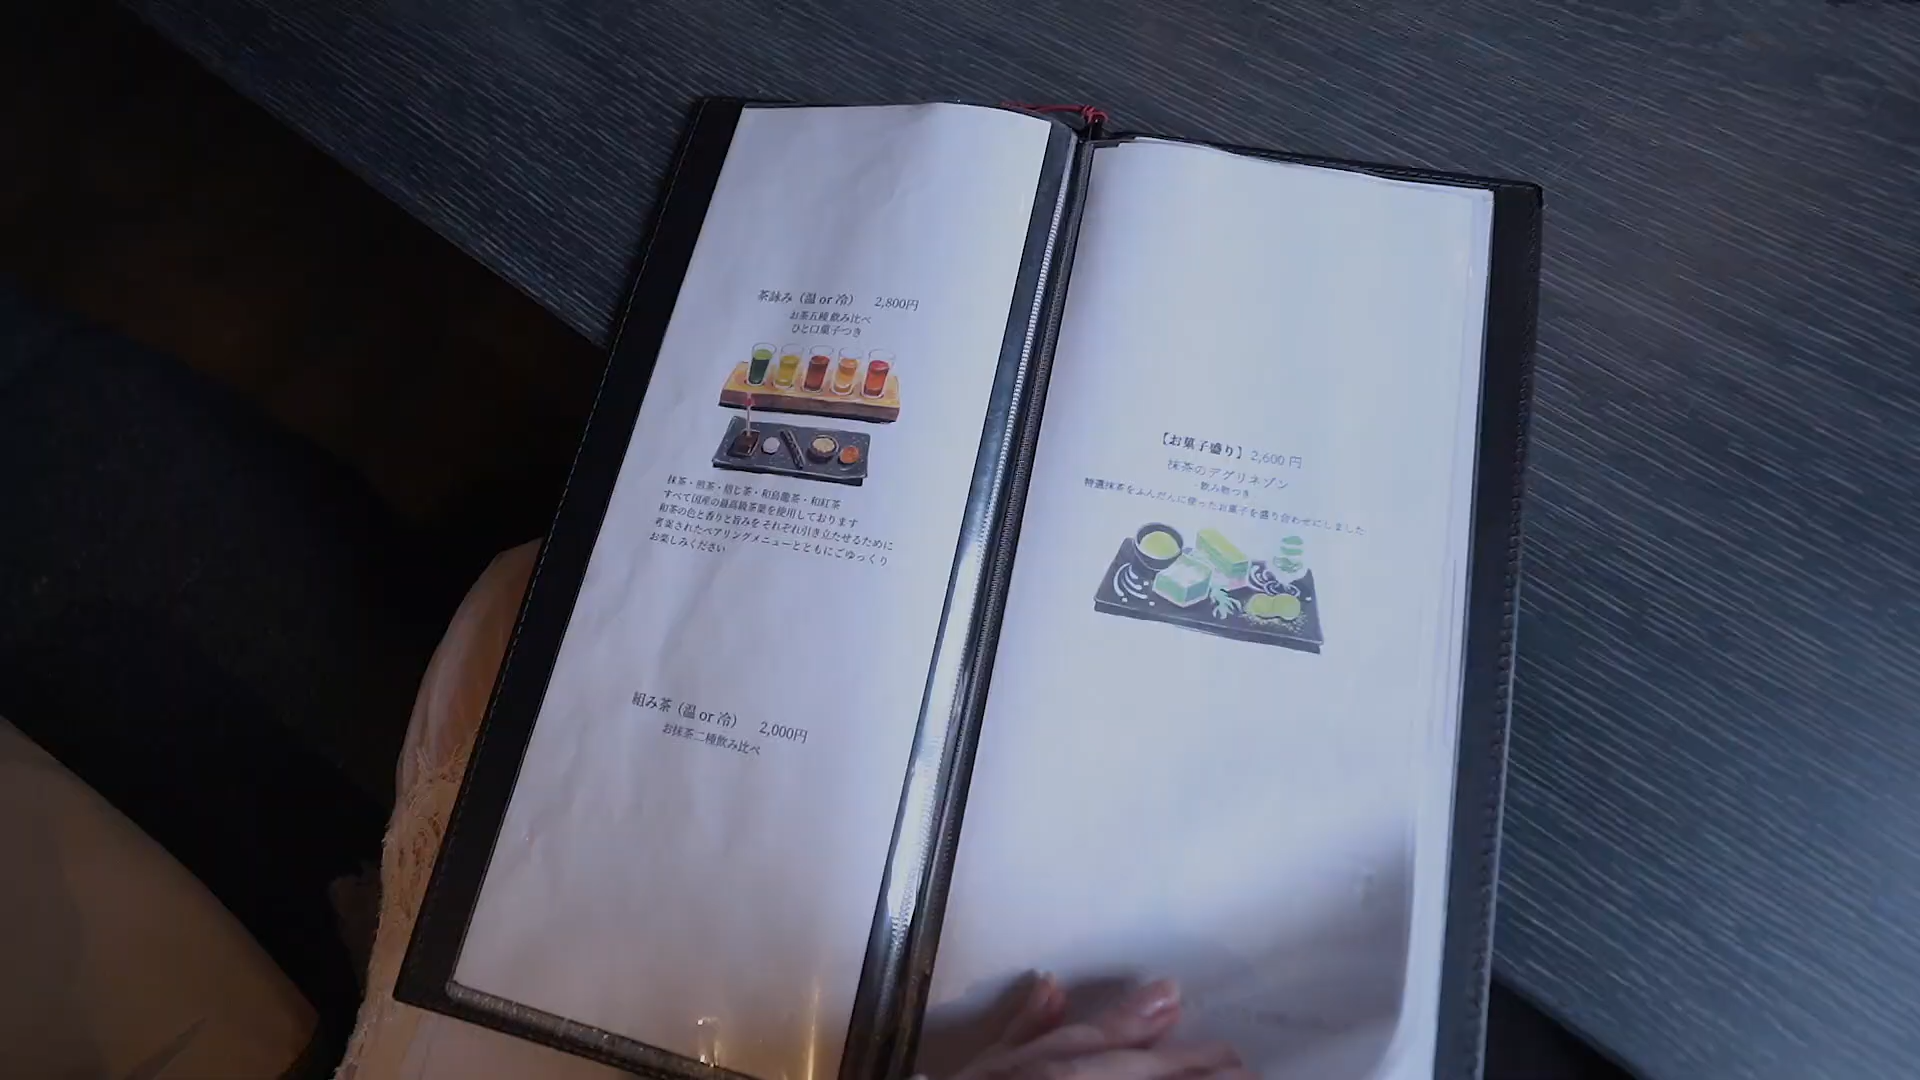 茶詠み（温 or 冷） 2,800円
お茶五種飲み比べ
ひと口菓子つき
抹茶・煎茶・焙じ茶・和烏龍茶・和紅茶
すべて国産の最高級茶葉を使用しております
和茶の色と香りと旨みをそれぞれ引き立たせるために
考案されたペアリングメニューとともにごゆっくり
お楽しみください
組み茶（温 or 冷） 2,000円
お抹茶二種飲み比べ
【お菓子盛り】2,600 円
抹茶のデグリネゾン
飲み物つき
特選抹茶をふんだんに使ったお菓子を盛り合わせにしました